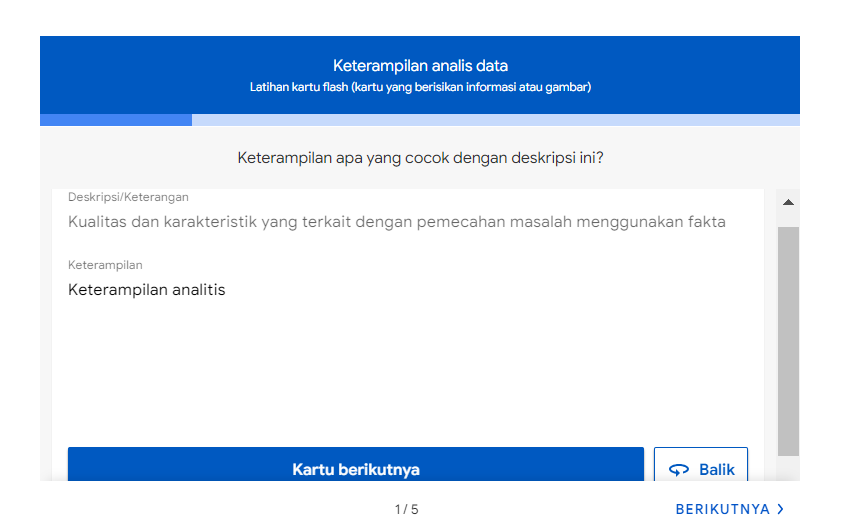 Keterampilan analis data
Latihan kartu flash (kartu yang berisikan informasi atau gambar)
Keterampilan apa yang cocok dengan deskripsi ini?
Deskripsi/Keterangan
Kualitas dan karakteristik yang terkait dengan pemecahan masalah menggunakan fakta
Keterampilan
Keterampilan analitis
Kartu berikutnya
Balik
1 / 5
BERIKUTNYA